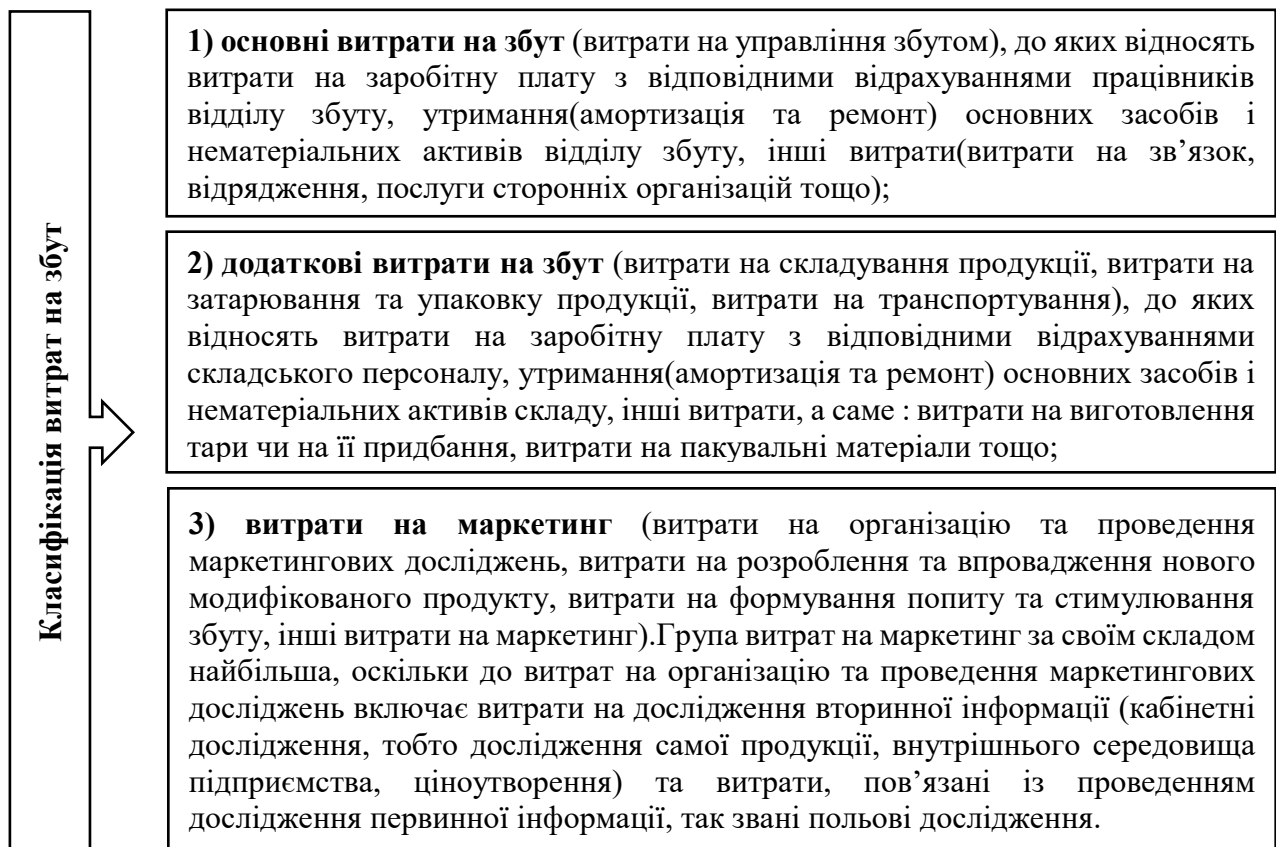 Класифікація витрат на збут
1) основні витрати на збут (витрати на управління збутом), до яких відносять
витрати на заробітну плату з відповідними відрахуваннями працівників
відділу збуту, утримання(амортизація та ремонт) основних засобів і
нематеріальних активів відділу збуту, інші витрати(витрати на зв’язок,
відрядження, послуги сторонніх організацій тощо);
2) додаткові витрати на збут (витрати на складування продукції, витрати на
затарювання та упаковку продукції, витрати на транспортування), до яких
відносять витрати на заробітну плату з відповідними відрахуваннями
складського персоналу, утримання(амортизація та ремонт) основних засобів і
нематеріальних активів складу, інші витрати, а саме : витрати на виготовлення
тари чи на її придбання, витрати на пакувальні матеріали тощо;
3) витрати на маркетинг (витрати на організацію та проведення
маркетингових досліджень, витрати на розроблення та впровадження нового
модифікованого продукту, витрати на формування попиту та стимулювання
збуту, інші витрати на маркетинг).Група витрат на маркетинг за своїм складом
найбільша, оскільки до витрат на організацію та проведення маркетингових
досліджень включає витрати на дослідження вторинної інформації (кабінетні
дослідження, тобто дослідження самої продукції, внутрішнього середовища
підприємства, ціноутворення) та витрати, пов’язані із проведенням
дослідження первинної інформації, так звані польові дослідження.